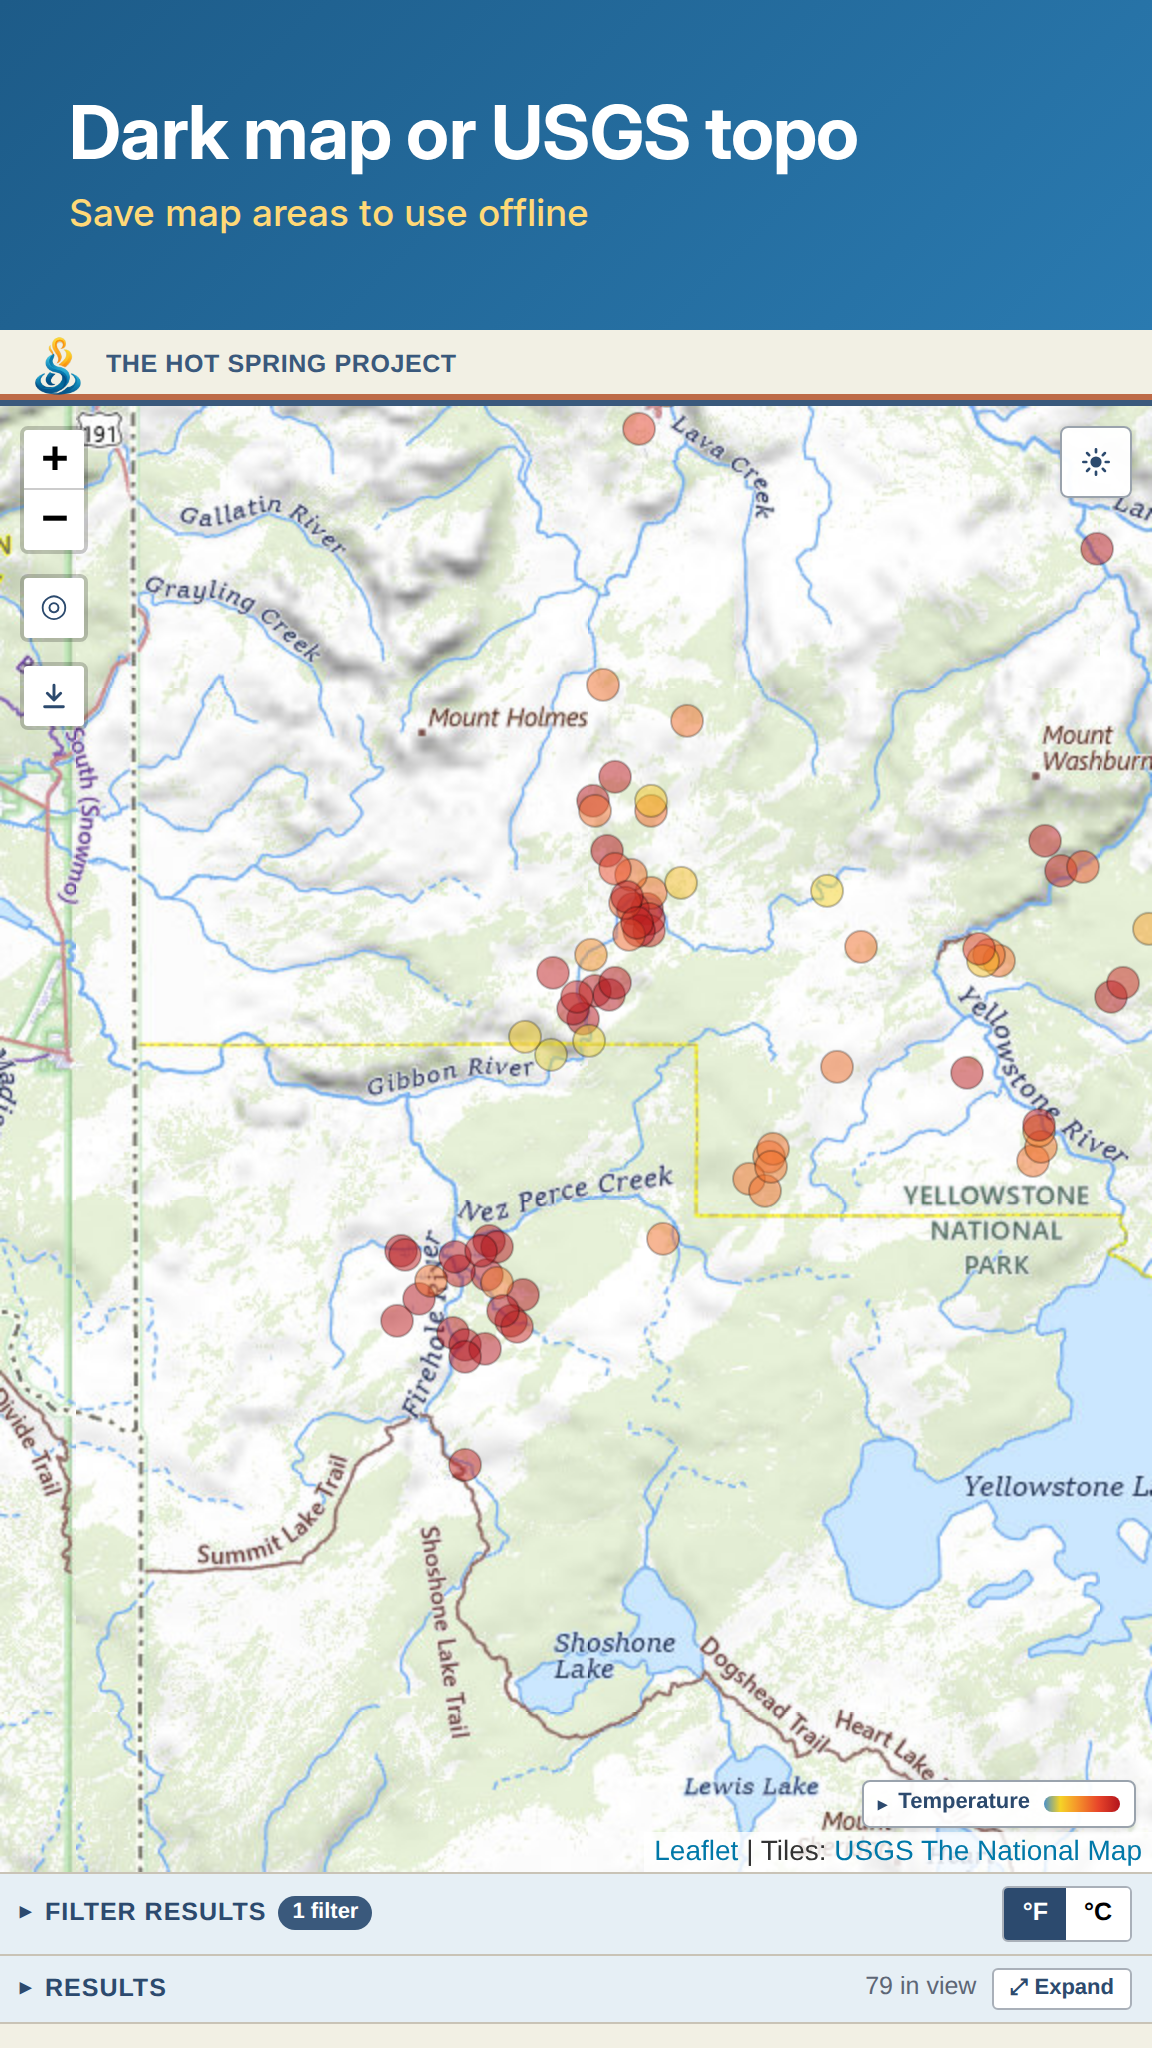 Dark map or USGS topo
Save map areas to use offline
THE HOT SPRING PROJECT
191
+
−
Lava Creek
Gallatin River
Grayling Creek
Mount Holmes
Mount
Washburn
South (Snowmo)
Yellowstone River
Gibbon River
Nez Perce Creek
YELLOWSTONE
NATIONAL
PARK
Firehole River
Divide Trail
Summit Lake Trail
Shoshone Lake Trail
Shoshone
Lake
Dogshead Trail
Heart Lake
Lewis Lake
Temperature
Leaflet | Tiles: USGS The National Map
FILTER RESULTS 1 filter °F °C
RESULTS 79 in view Expand